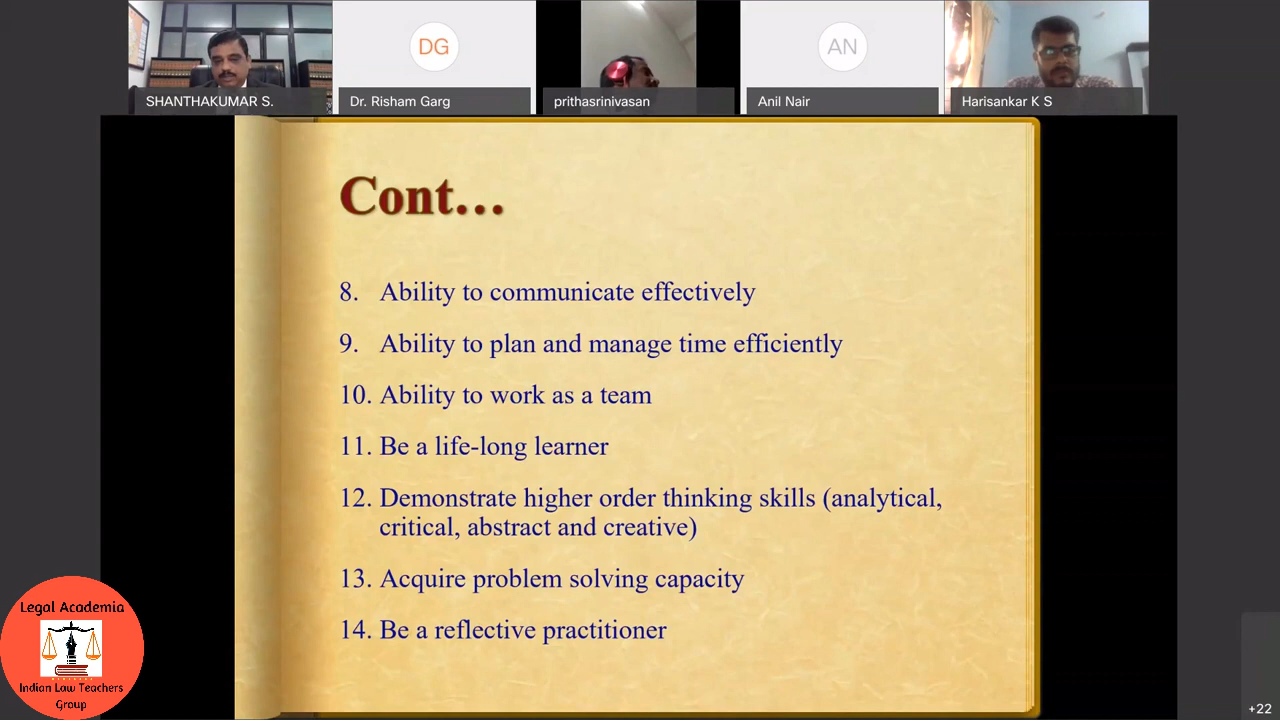 DG
AN
SHANTHAKUMAR S.
Dr. Risham Garg
prithasrinivasan
Anil Nair
Harisankar K S
Cont…
8. Ability to communicate effectively
9. Ability to plan and manage time efficiently
10. Ability to work as a team
11. Be a life-long learner
12. Demonstrate higher order thinking skills (analytical,
critical, abstract and creative)
13. Acquire problem solving capacity
14. Be a reflective practitioner
Legal Academia
Indian Law Teachers
Group
+22